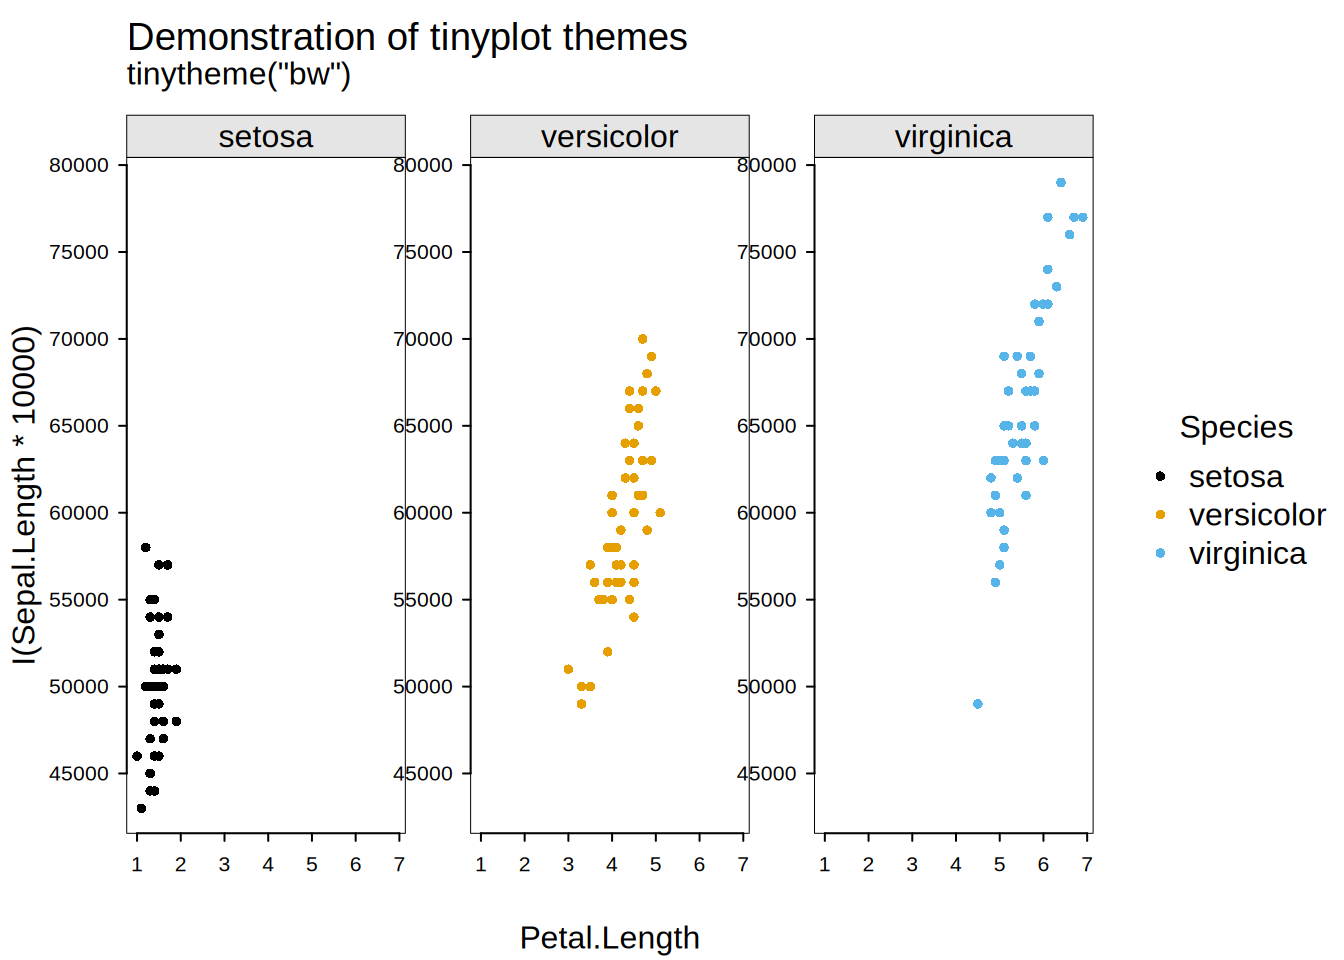 Demonstration of tinyplot themes
tinytheme("bw")
setosa
versicolor
virginica
80000
75000
70000
65000
60000
55000
50000
45000
80000
75000
70000
65000
60000
55000
50000
45000
80000
75000
70000
65000
60000
55000
50000
45000
I(Sepal.Length * 10000)
1 2 3 4 5 6 7
1 2 3 4 5 6 7
1 2 3 4 5 6 7
Petal.Length
Species
setosa
versicolor
virginica